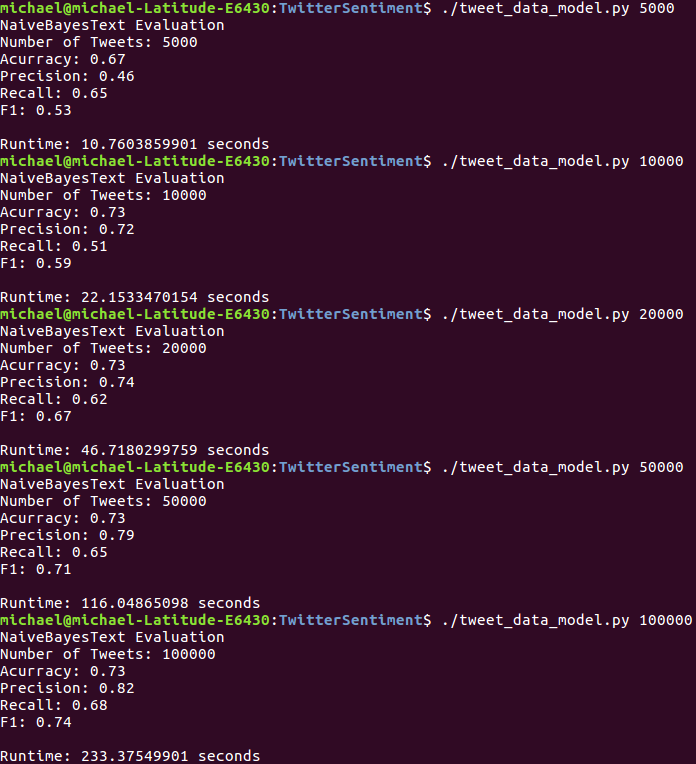 michael@michael-Latitude-E6430:TwitterSentiment$ ./tweet_data_model.py 5000
NaiveBayesText Evaluation
Number of Tweets: 5000
Acurracy: 0.67
Precision: 0.46
Recall: 0.65
F1: 0.53
Runtime: 10.7603859901 seconds
michael@michael-Latitude-E6430:TwitterSentiment$ ./tweet_data_model.py 10000
NaiveBayesText Evaluation
Number of Tweets: 10000
Acurracy: 0.73
Precision: 0.72
Recall: 0.51
F1: 0.59
Runtime: 22.1533470154 seconds
michael@michael-Latitude-E6430:TwitterSentiment$ ./tweet_data_model.py 20000
NaiveBayesText Evaluation
Number of Tweets: 20000
Acurracy: 0.73
Precision: 0.74
Recall: 0.62
F1: 0.67
Runtime: 46.7180299759 seconds
michael@michael-Latitude-E6430:TwitterSentiment$ ./tweet_data_model.py 50000
NaiveBayesText Evaluation
Number of Tweets: 50000
Acurracy: 0.73
Precision: 0.79
Recall: 0.65
F1: 0.71
Runtime: 116.04865098 seconds
michael@michael-Latitude-E6430:TwitterSentiment$ ./tweet_data_model.py 100000
NaiveBayesText Evaluation
Number of Tweets: 100000
Acurracy: 0.73
Precision: 0.82
Recall: 0.68
F1: 0.74
Runtime: 233.37549901 seconds